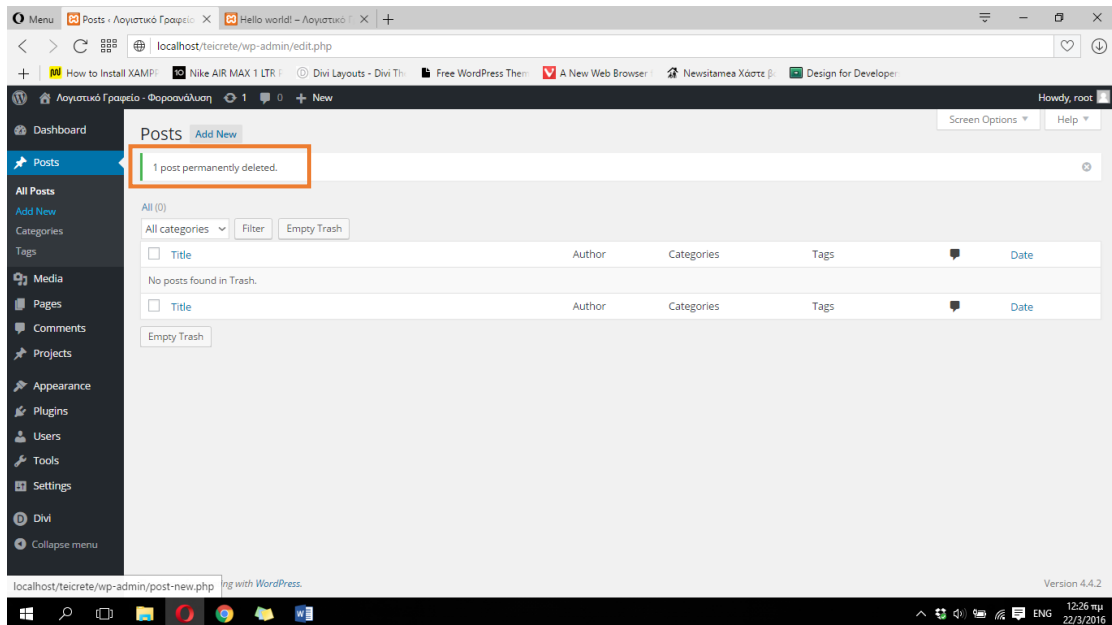 Menu Posts ‹ Λογιστικό Γραφείο Hello world! – Λογιστικό Γ
localhost/teicrete/wp-admin/edit.php
How to Install XAMPP Nike AIR MAX 1 LTR Divi Layouts - Divi Th Free WordPress Them A New Web Browser Newsitamea Χάστε βά Design for Developer
Λογιστικό Γραφείο - Φοροανάλυση 1 0 + New Howdy, root
Dashboard
Posts
All Posts
Add New
Categories
Tags
Media
Pages
Comments
Projects
Appearance
Plugins
Users
Tools
Settings
Divi
Collapse menu
Screen Options Help
Posts Add New
1 post permanently deleted.
All (0)
All categories Filter Empty Trash
Title Author Categories Tags Date
No posts found in Trash.
Title Author Categories Tags Date
Empty Trash
localhost/teicrete/wp-admin/post-new.php ing with WordPress. Version 4.4.2
ENG 12:26 πμ
22/3/2016